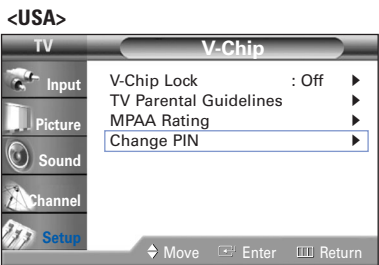 <USA>
TV V-Chip
Input
Picture
Sound
Channel
Setup
V-Chip Lock : Off
TV Parental Guidelines
MPAA Rating
Change PIN
Move Enter Return